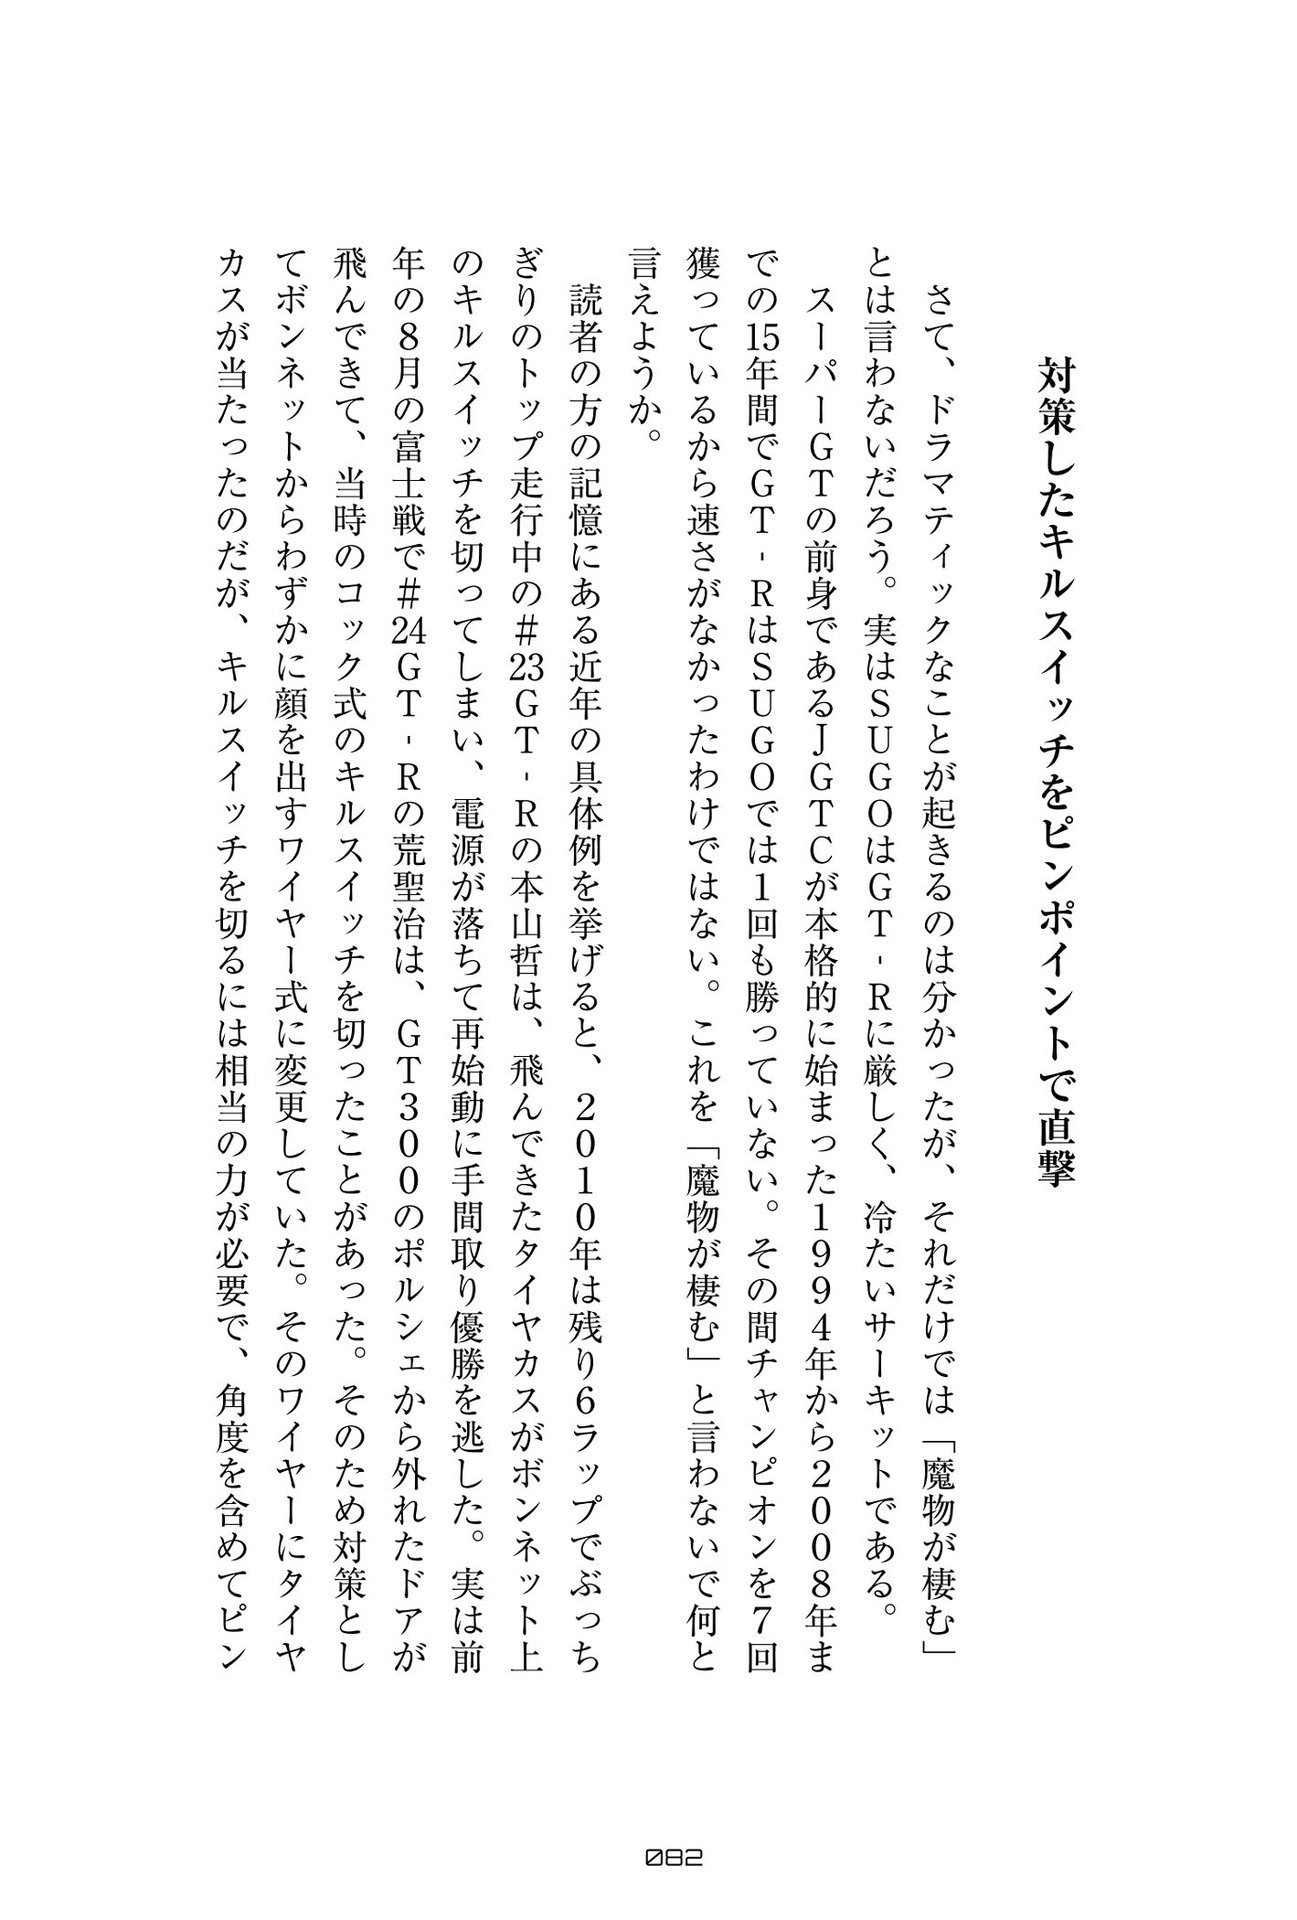 対策したキルスイッチをピンポイントで直撃
さて、ドラマティックなことが起きるのは分かったが、それだけでは「魔物が棲む」
とは言わないだろう。実はＳＵＧＯはＧＴ-Ｒに厳しく、冷たいサーキットである。
スーパーＧＴの前身であるＪＧＴＣが本格的に始まった１９９４年から２００８年ま
での15年間でＧＴ-ＲはＳＵＧＯでは１回も勝っていない。その間チャンピオンを７回
獲っているから速さがなかったわけではない。これを「魔物が棲む」と言わないで何と
言えようか。
読者の方の記憶にある近年の具体例を挙げると、２０１０年は残り６ラップでぶっち
ぎりのトップ走行中の＃23ＧＴ-Ｒの本山哲は、飛んできたタイヤカスがボンネット上
のキルスイッチを切ってしまい、電源が落ちて再始動に手間取り優勝を逃した。実は前
年の８月の富士戦で＃24ＧＴ-Ｒの荒聖治は、ＧＴ３００のポルシェから外れたドアが
飛んできて、当時のコック式のキルスイッチを切ったことがあった。そのため対策とし
てボンネットからわずかに顔を出すワイヤー式に変更していた。そのワイヤーにタイヤ
カスが当たったのだが、キルスイッチを切るには相当の力が必要で、角度を含めてピン
082